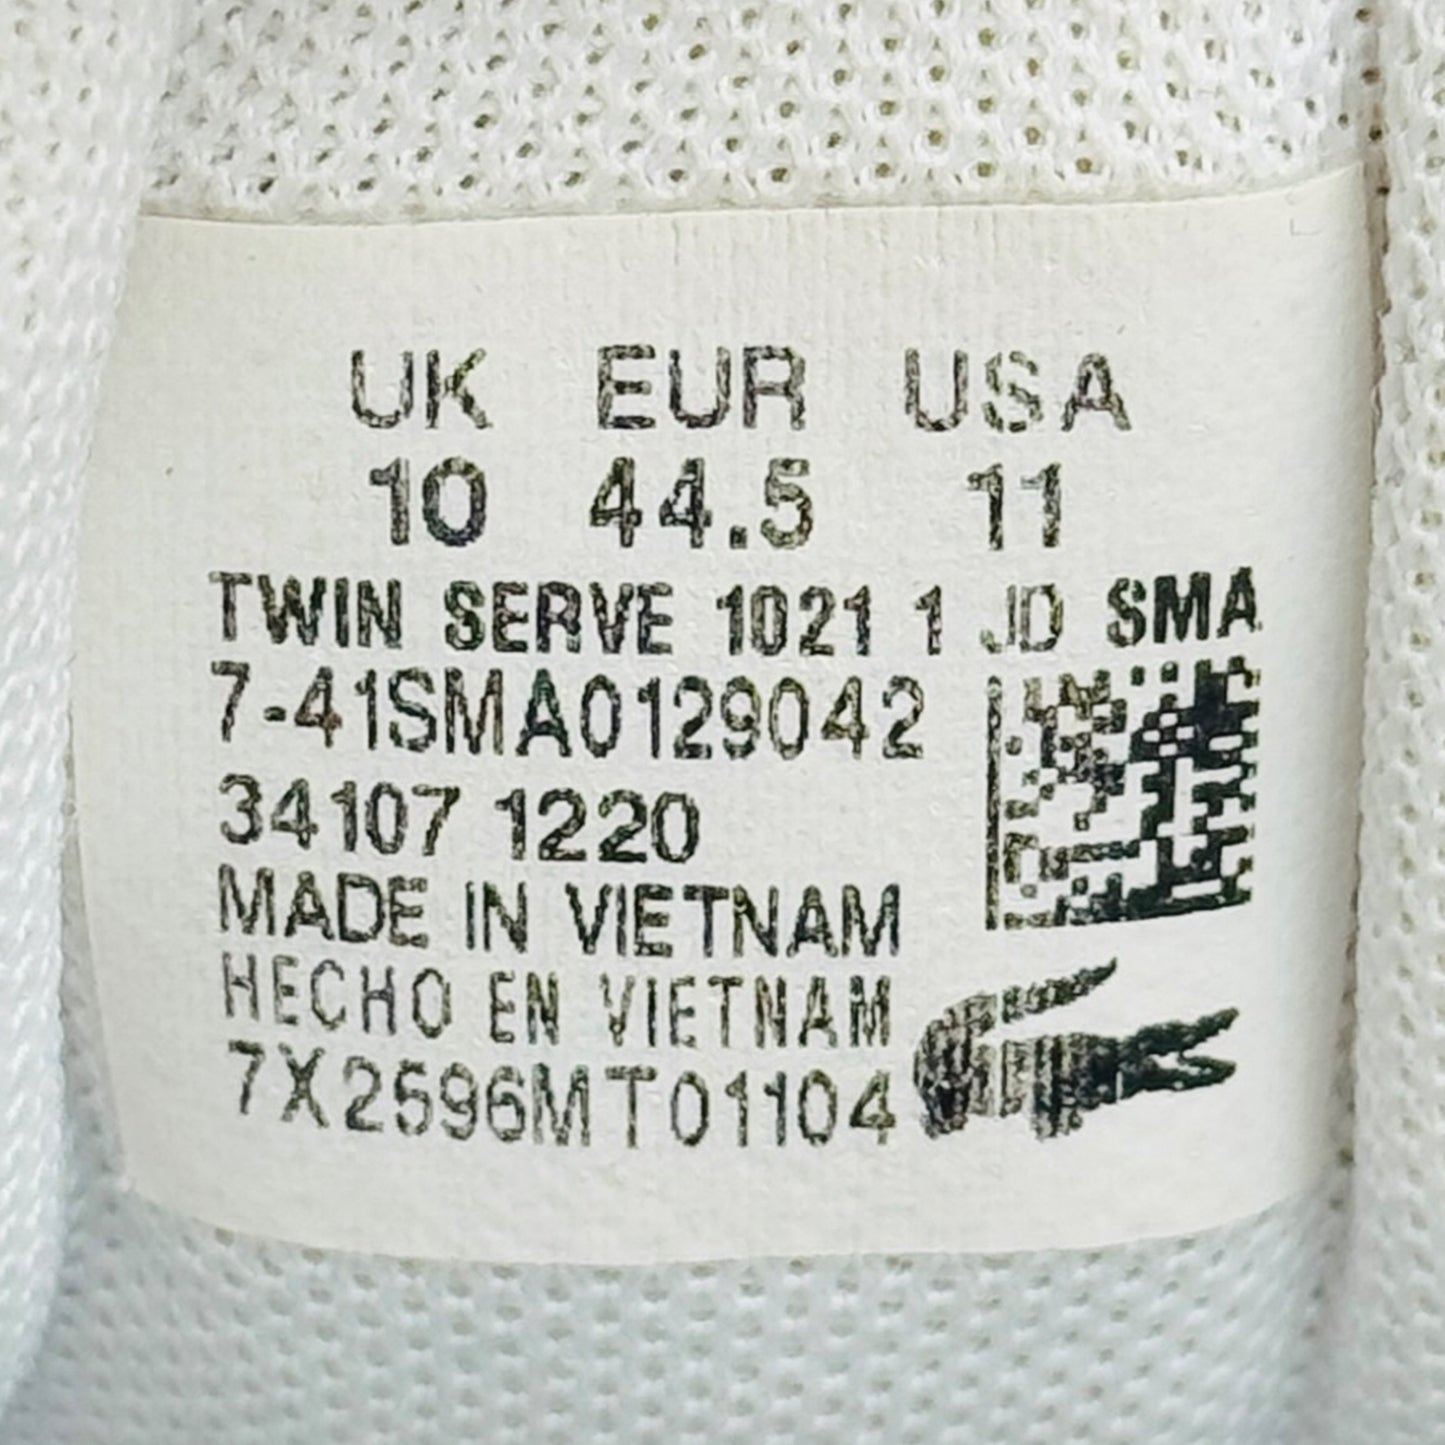 UK EUR USA
10 44.5 11
TWIN SERVE 1021 1 JD SMA
7-41SMA0129042
34107 1220
MADE IN VIETNAM
HECHO EN VIETNAM
7X2596MT01104